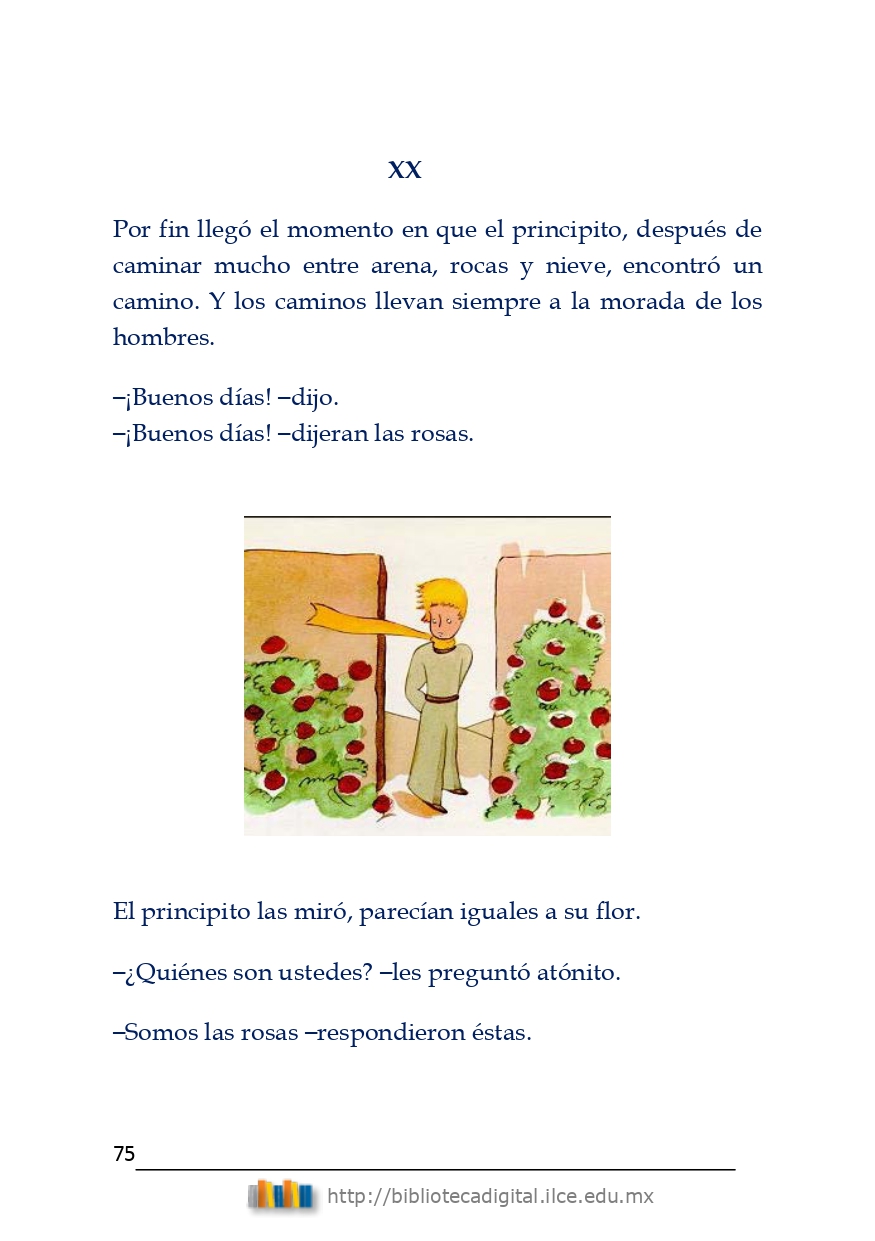 XX
Por fin llegó el momento en que el principito, después de
caminar mucho entre arena, rocas y nieve, encontró un
camino. Y los caminos llevan siempre a la morada de los
hombres.
–¡Buenos días! –dijo.
–¡Buenos días! –dijeran las rosas.
El principito las miró, parecían iguales a su flor.
–¿Quiénes son ustedes? –les preguntó atónito.
–Somos las rosas –respondieron éstas.
75
http://bibliotecadigital.ilce.edu.mx